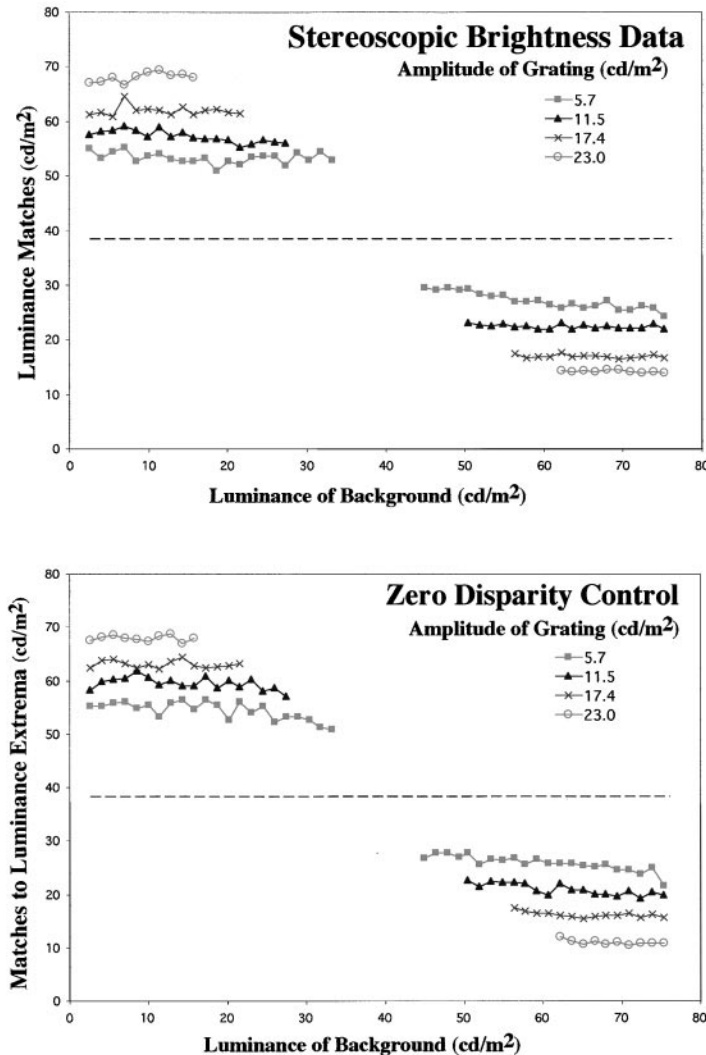 Stereoscopic Brightness Data
Amplitude of Grating (cd/m²)
5.7
11.5
17.4
23.0
Luminance Matches (cd/m²)
80
70
60
50
40
30
20
10
0
0 10 20 30 40 50 60 70 80
Luminance of Background (cd/m²)
Zero Disparity Control
Amplitude of Grating (cd/m²)
5.7
11.5
17.4
23.0
Matches to Luminance Extrema (cd/m²)
80
70
60
50
40
30
20
10
0
0 10 20 30 40 50 60 70 80
Luminance of Background (cd/m²)